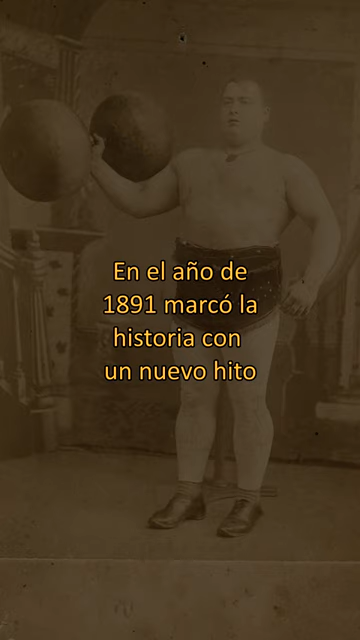 En el año de
1891 marcó la
historia con
un nuevo hito